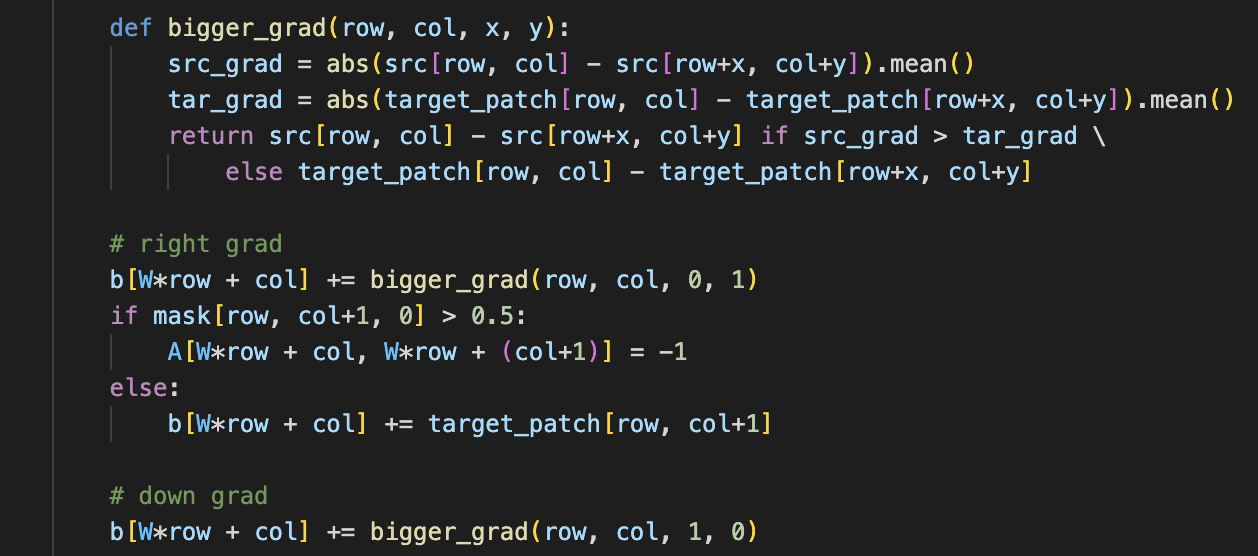 def bigger_grad(row, col, x, y):
    src_grad = abs(src[row, col] - src[row+x, col+y]).mean()
    tar_grad = abs(target_patch[row, col] - target_patch[row+x, col+y]).mean()
    return src[row, col] - src[row+x, col+y] if src_grad > tar_grad \
        else target_patch[row, col] - target_patch[row+x, col+y]

# right grad
b[W*row + col] += bigger_grad(row, col, 0, 1)
if mask[row, col+1, 0] > 0.5:
    A[W*row + col, W*row + (col+1)] = -1
else:
    b[W*row + col] += target_patch[row, col+1]

# down grad
b[W*row + col] += bigger_grad(row, col, 1, 0)